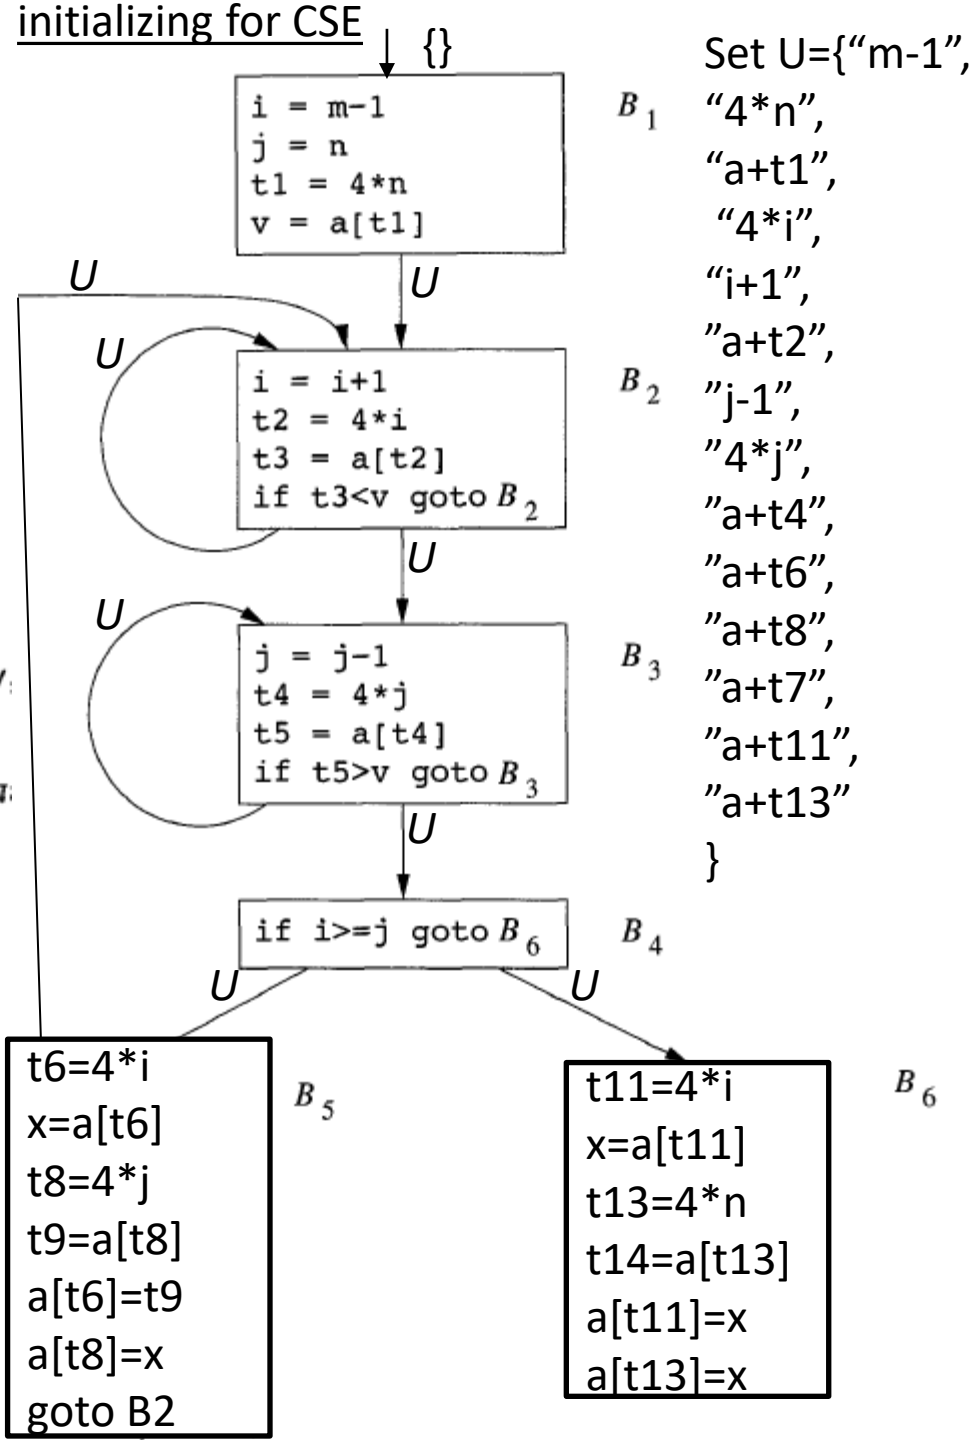 initializing for CSE
{}
i = m-1
j = n
t1 = 4*n
v = a[t1]
B1
U
U
U
i = i+1
t2 = 4*i
t3 = a[t2]
if t3<v goto B2
B2
U
U
j = j-1
t4 = 4*j
t5 = a[t4]
if t5>v goto B3
B3
U
if i>=j goto B6
B4
U
U
t6=4*i
x=a[t6]
t8=4*j
t9=a[t8]
a[t6]=t9
a[t8]=x
goto B2
B5
t11=4*i
x=a[t11]
t13=4*n
t14=a[t13]
a[t11]=x
a[t13]=x
B6
Set U={“m-1”,
“4*n”,
“a+t1”,
“4*i”,
“i+1”,
”a+t2”,
”j-1”,
”4*j”,
”a+t4”,
”a+t6”,
”a+t8”,
”a+t7”,
”a+t11”,
”a+t13”
}